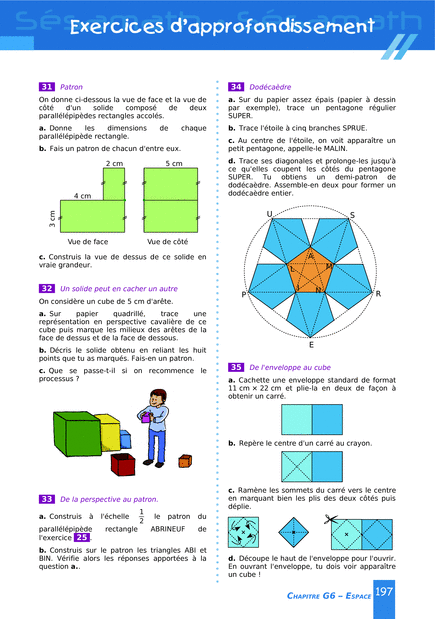 Exercices d'approfondissement
31 Patron
On donne ci-dessous la vue de face et la vue de
côté d'un solide composé de deux
parallélépipèdes rectangles accolés.
a. Donne les dimensions de chaque
parallélépipède rectangle.
b. Fais un patron de chacun d'entre eux.
2 cm
5 cm
4 cm
3 cm
Vue de face
Vue de côté
c. Construis la vue de dessus de ce solide en
vraie grandeur.
32 Un solide peut en cacher un autre
On considère un cube de 5 cm d'arête.
a. Sur papier quadrillé, trace une
représentation en perspective cavalière de ce
cube puis marque les milieux des arêtes de la
face de dessus et de la face de dessous.
b. Décris le solide obtenu en reliant les huit
points que tu as marqués. Fais-en un patron.
c. Que se passe-t-il si on recommence le
processus ?
33 De la perspective au patron.
a. Construis à l'échelle 1/2 le patron du
parallélépipède rectangle ABRINEUF de
l'exercice 25.
b. Construis sur le patron les triangles ABI et
BIN. Vérifie alors les réponses apportées à la
question a..
34 Dodécaèdre
a. Sur du papier assez épais (papier à dessin
par exemple), trace un pentagone régulier
SUPER.
b. Trace l'étoile à cinq branches SPRUE.
c. Au centre de l'étoile, on voit apparaître un
petit pentagone, appelle-le MALIN.
d. Trace ses diagonales et prolonge-les jusqu'à
ce qu'elles coupent les côtés du pentagone
SUPER. Tu obtiens un demi-patron de
dodécaèdre. Assemble-en deux pour former un
dodécaèdre entier.
U
S
A
L
M
I
N
P
R
E
35 De l'enveloppe au cube
a. Cachette une enveloppe standard de format
11 cm × 22 cm et plie-la en deux de façon à
obtenir un carré.
b. Repère le centre d'un carré au crayon.
c. Ramène les sommets du carré vers le centre
en marquant bien les plis des deux côtés puis
déplie.
d. Découpe le haut de l'enveloppe pour l'ouvrir.
En ouvrant l'enveloppe, tu dois voir apparaître
un cube !
CHAPITRE G6 – ESPACE 197